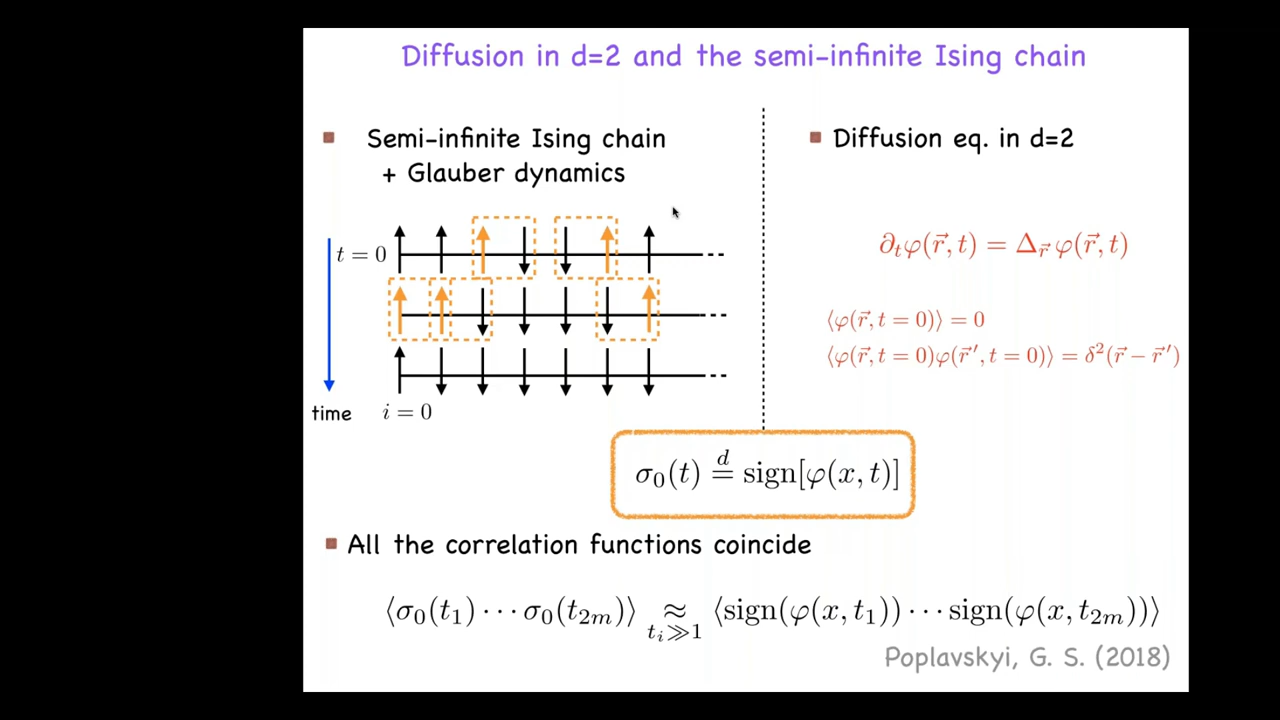 Diffusion in d=2 and the semi-infinite Ising chain
Semi-infinite Ising chain
+ Glauber dynamics
t = 0
time
i = 0
Diffusion eq. in d=2
∂ₜφ(r⃗, t) = Δ_r⃗ φ(r⃗, t)
⟨φ(r⃗, t = 0)⟩ = 0
⟨φ(r⃗, t = 0)φ(r⃗ ′, t = 0)⟩ = δ²(r⃗ − r⃗ ′)
σ₀(t) =^d sign[φ(x, t)]
All the correlation functions coincide
⟨σ₀(t₁) ⋯ σ₀(t₂ₘ)⟩ ≈_{tᵢ≫1} ⟨sign(φ(x, t₁)) ⋯ sign(φ(x, t₂ₘ))⟩
Poplavskyi, G. S. (2018)